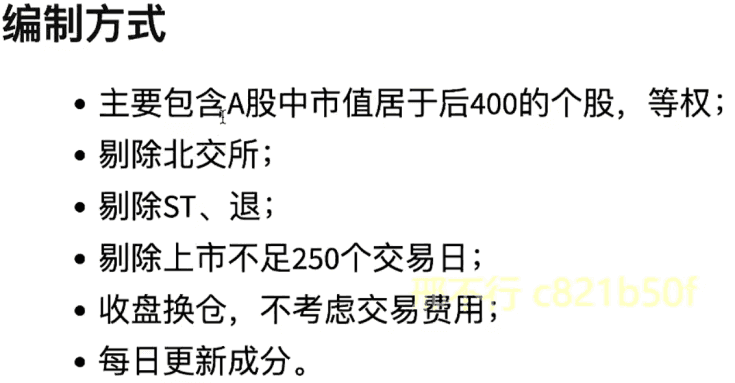 编制方式
• 主要包含A股中市值居于后400的个股，等权；
• 剔除北交所；
• 剔除ST、退；
• 剔除上市不足250个交易日；
• 收盘换仓，不考虑交易费用；
• 每日更新成分。
不行 c821b50f